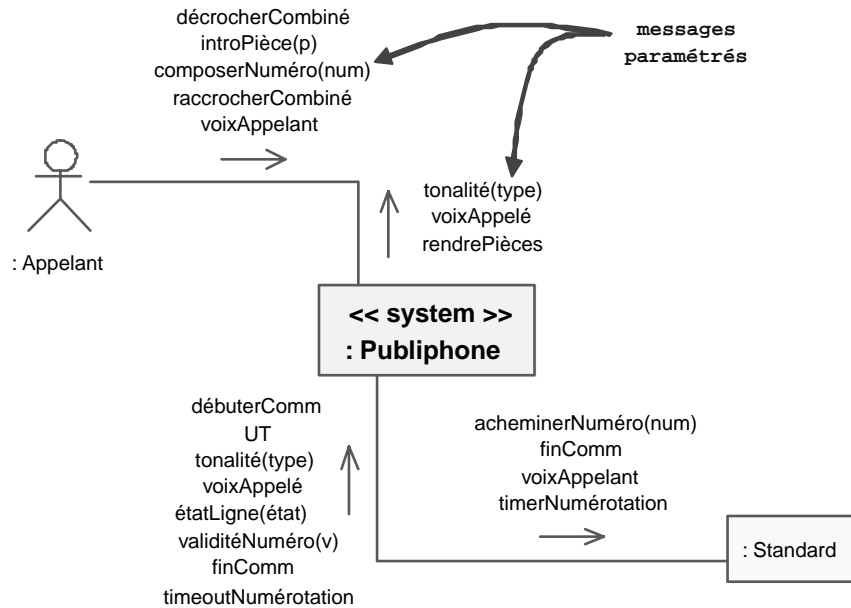 décrocherCombiné
introPièce(p)
composerNuméro(num)
raccrocherCombiné
voixAppelant
messages
paramétrés
tonalité(type)
voixAppelé
rendrePièces
: Appelant
<< system >>
: Publiphone
débuterComm
UT
tonalité(type)
voixAppelé
étatLigne(état)
validitéNuméro(v)
finComm
timeoutNumérotation
acheminerNuméro(num)
finComm
voixAppelant
timerNumérotation
: Standard